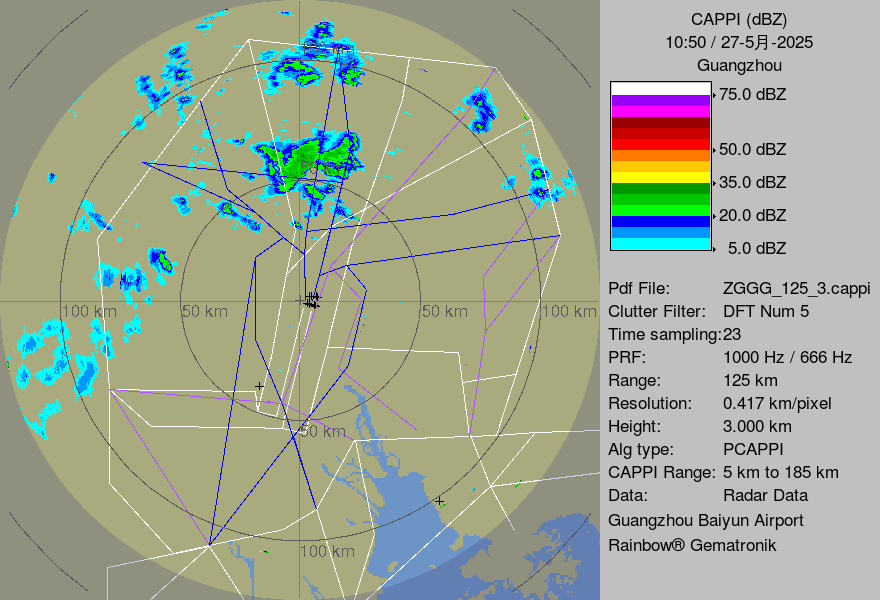 CAPPI (dBZ)
10:50 / 27-5月-2025
Guangzhou
75.0 dBZ
50.0 dBZ
35.0 dBZ
20.0 dBZ
5.0 dBZ
100 km
50 km
50 km
100 km
50 km
100 km
Pdf File: ZGGG_125_3.cappi
Clutter Filter: DFT Num 5
Time sampling:23
PRF: 1000 Hz / 666 Hz
Range: 125 km
Resolution: 0.417 km/pixel
Height: 3.000 km
Alg type: PCAPPI
CAPPI Range: 5 km to 185 km
Data: Radar Data
Guangzhou Baiyun Airport
Rainbow® Gematronik